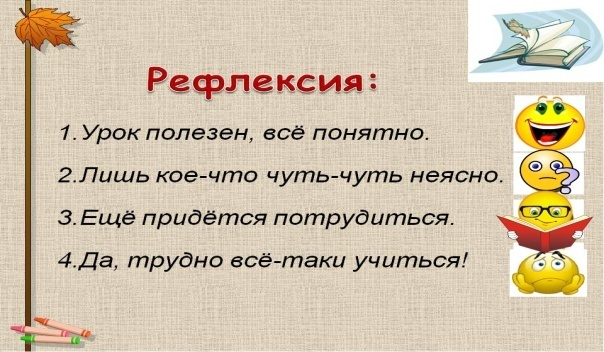 Рефлексия:
1.Урок полезен, всё понятно.
2.Лишь кое-что чуть-чуть неясно.
3.Ещё придётся потрудиться.
4.Да, трудно всё-таки учиться!